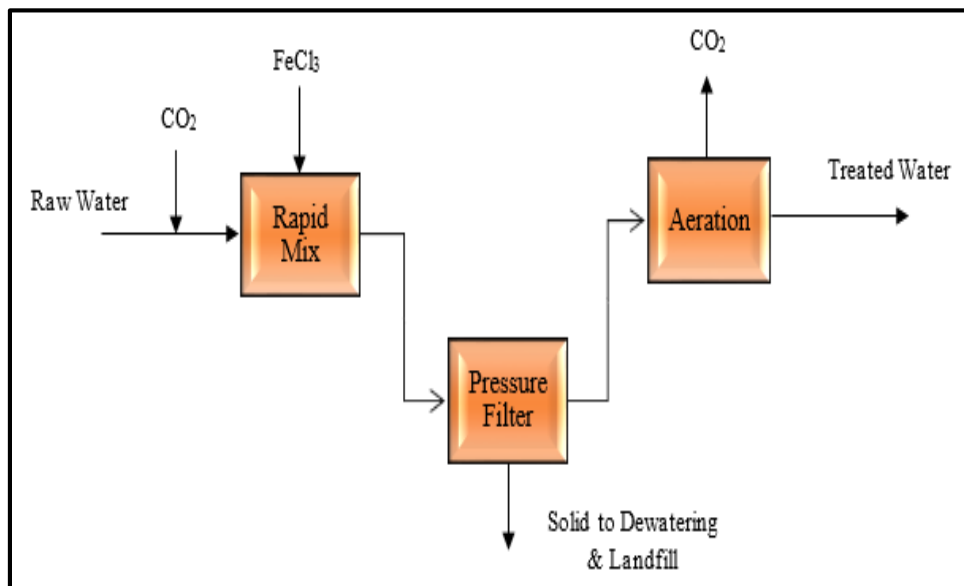 CO₂
FeCl₃
CO₂
Raw Water
Rapid
Mix
Aeration
Treated Water
Pressure
Filter
Solid to Dewatering
& Landfill